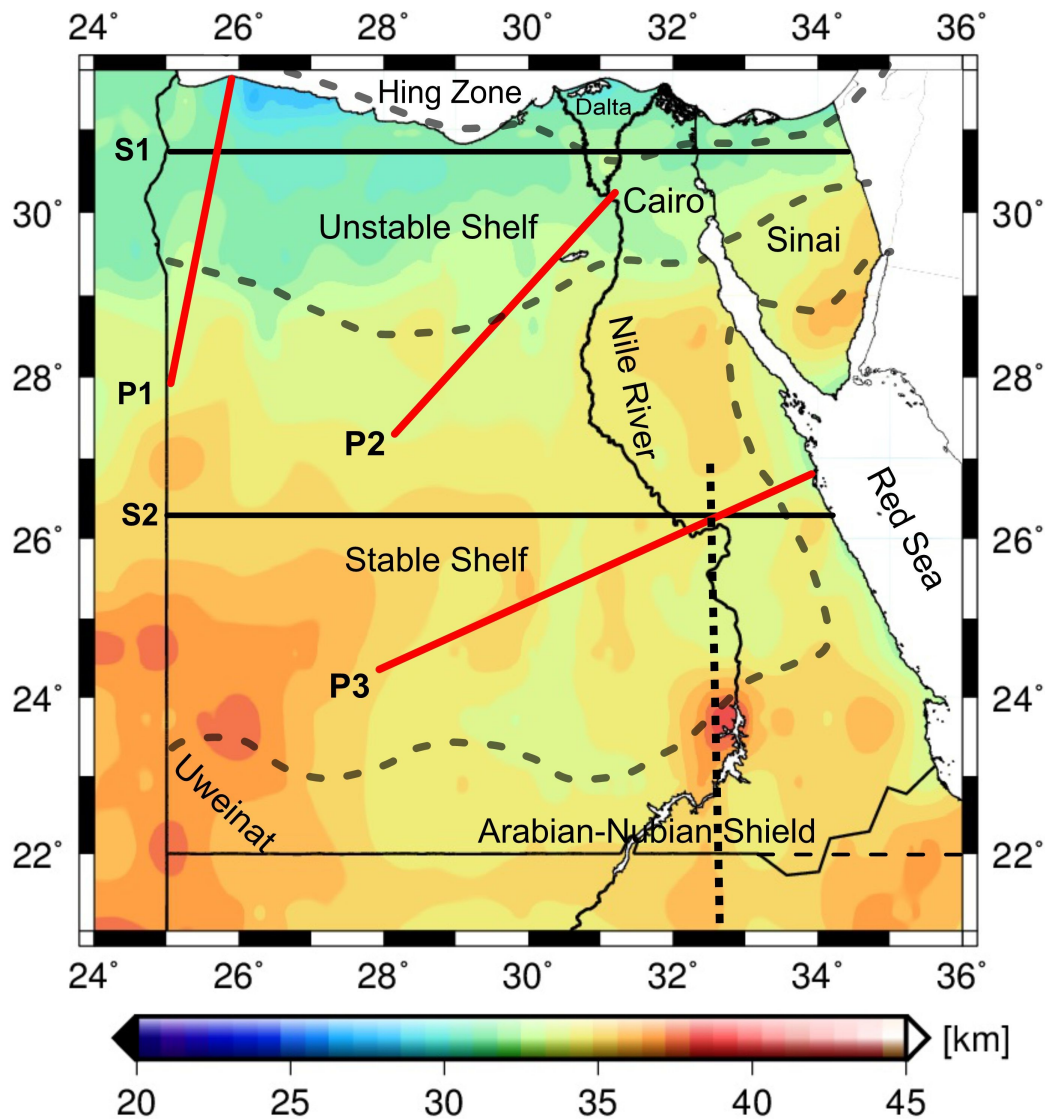 24° 26° 28° 30° 32° 34° 36°
Hing Zone
Dalta
S1
30° Cairo 30°
Unstable Shelf
Sinai
Nile River
28° 28°
P1
P2
Red Sea
S2
26° 26°
Stable Shelf
P3
24° 24°
Uweinat
Arabian-Nubian Shield
22° 22°
24° 26° 28° 30° 32° 34° 36°
[km]
20 25 30 35 40 45